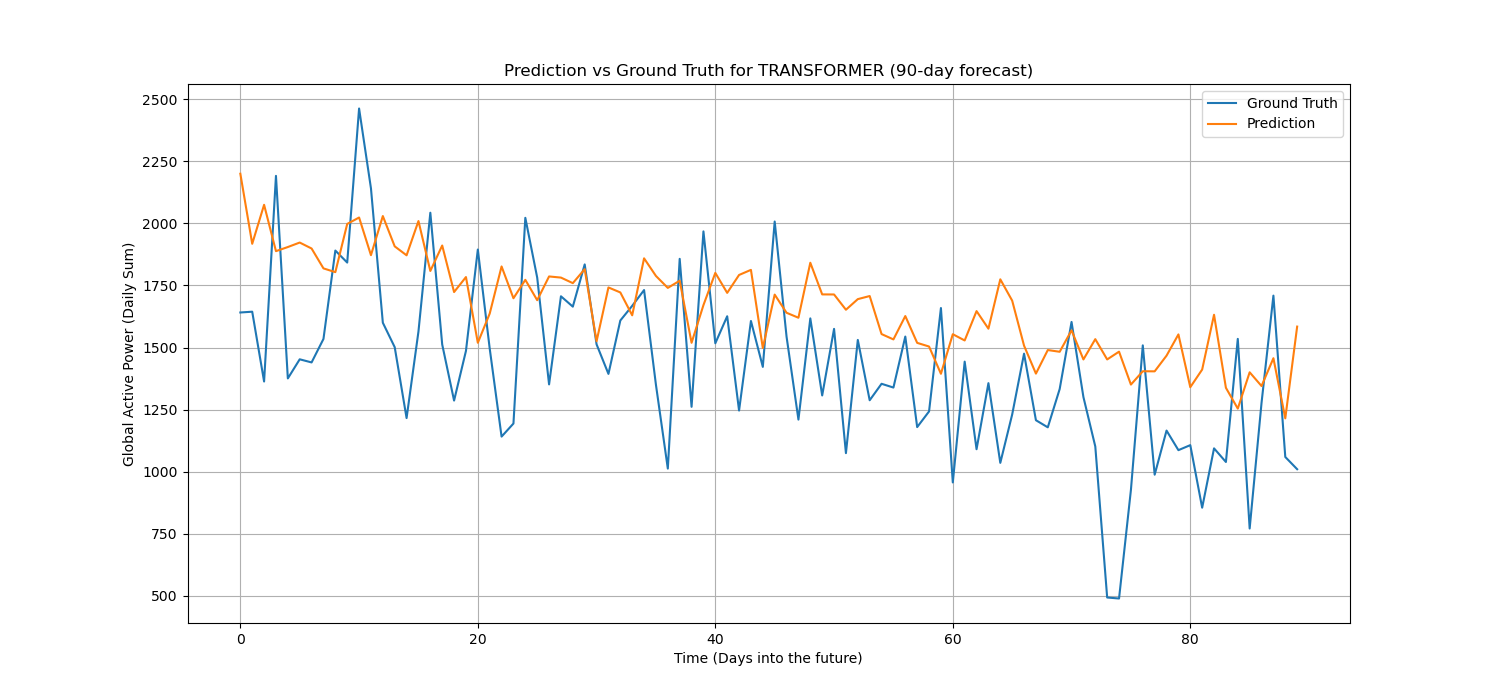 Prediction vs Ground Truth for TRANSFORMER (90-day forecast)
Ground Truth
Prediction
Global Active Power (Daily Sum)
2500
2250
2000
1750
1500
1250
1000
750
500
0 20 40 60 80
Time (Days into the future)